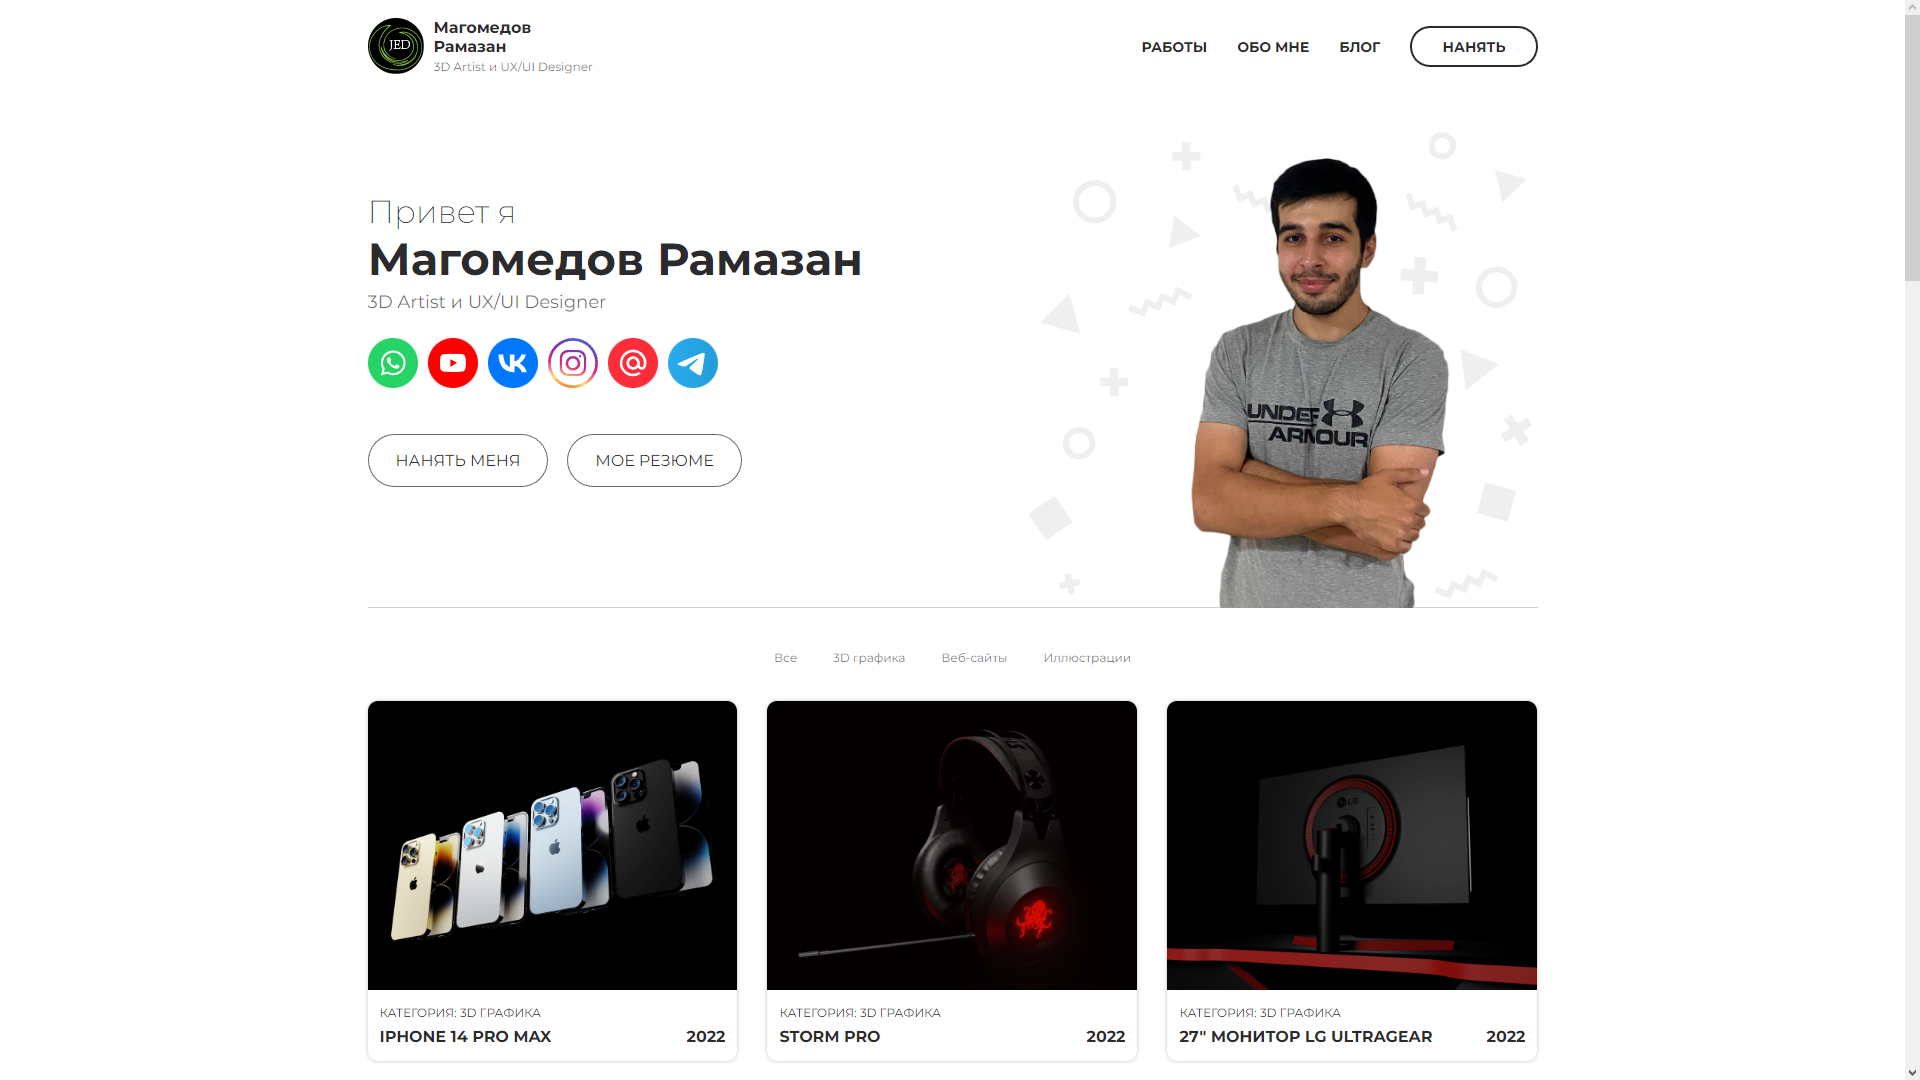 JED
Магомедов
Рамазан
3D Artist и UX/UI Designer
РАБОТЫ
ОБО МНЕ
БЛОГ
НАНЯТЬ
Привет я
Магомедов Рамазан
3D Artist и UX/UI Designer
НАНЯТЬ МЕНЯ
МОЕ РЕЗЮМЕ
UNDER
ARMOUR
Все
3D графика
Веб-сайты
Иллюстрации
LG
КАТЕГОРИЯ: 3D ГРАФИКА
IPHONE 14 PRO MAX
2022
КАТЕГОРИЯ: 3D ГРАФИКА
STORM PRO
2022
КАТЕГОРИЯ: 3D ГРАФИКА
27" МОНИТОР LG ULTRAGEAR
2022